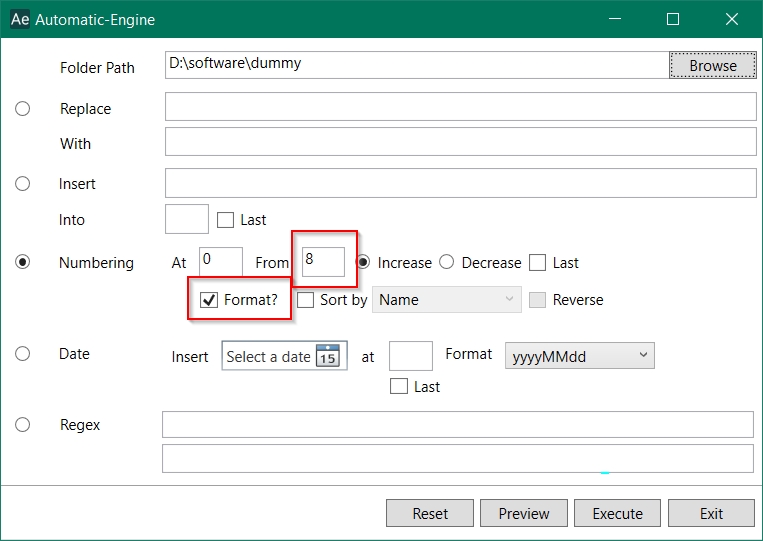 Ae Automatic-Engine
Folder Path D:\software\dummy Browse
Replace
With
Insert
Into Last
Numbering At 0 From 8 Increase Decrease Last
Format? Sort by Name Reverse
Date Insert Select a date 15 at Format yyyyMMdd
Last
Regex
Reset Preview Execute Exit